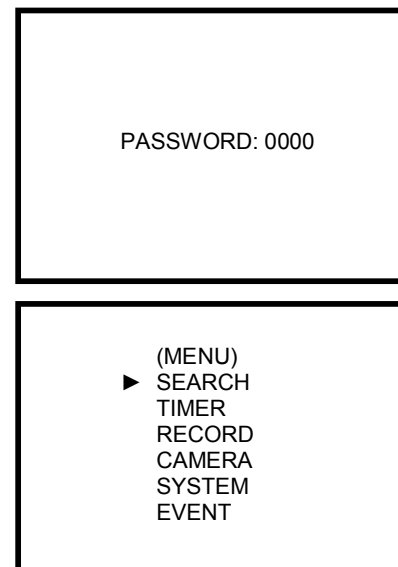 PASSWORD: 0000
(MENU)
► SEARCH
TIMER
RECORD
CAMERA
SYSTEM
EVENT